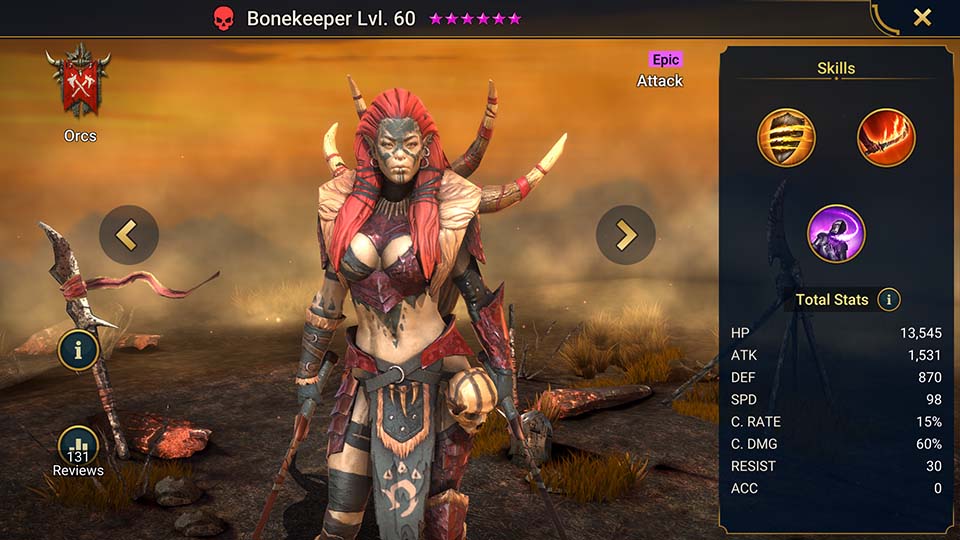 Bonekeeper Lvl. 60
Epic
Attack
Orcs
131
Reviews
Skills
Total Stats
HP 13,545
ATK 1,531
DEF 870
SPD 98
C. RATE 15%
C. DMG 60%
RESIST 30
ACC 0